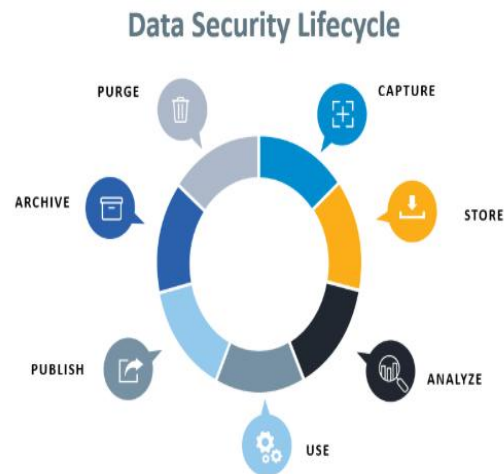 Data Security Lifecycle
PURGE
CAPTURE
ARCHIVE
STORE
PUBLISH
ANALYZE
USE